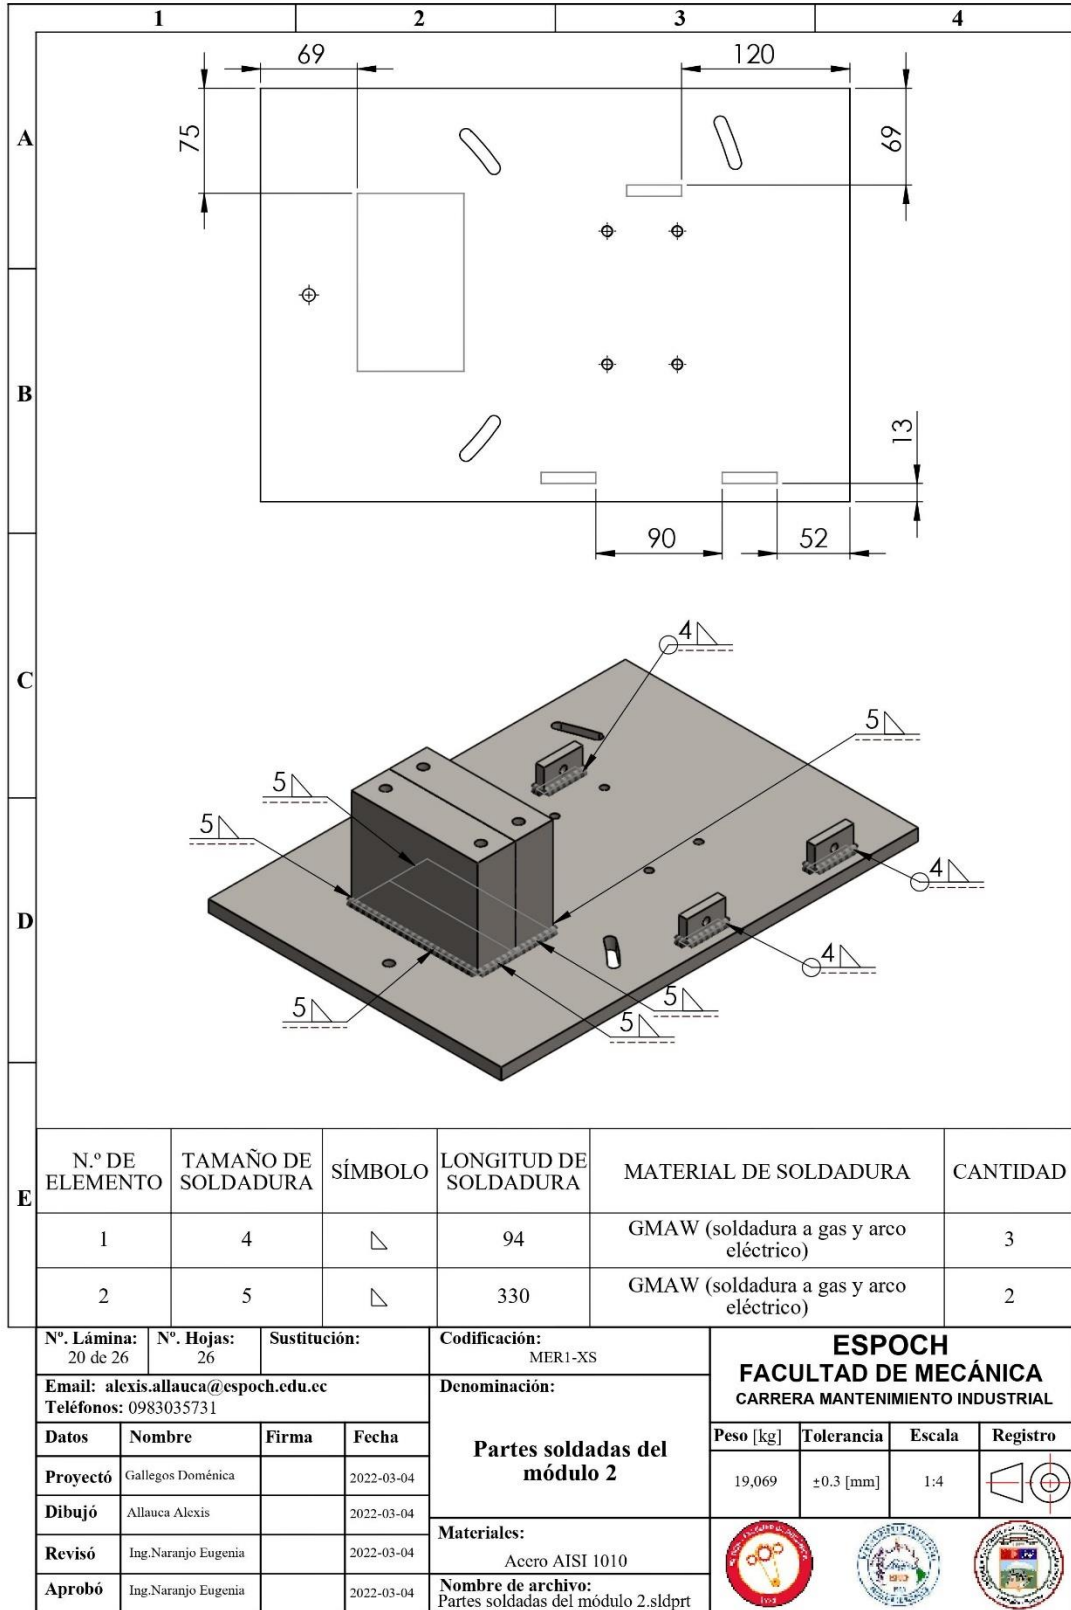 1 2 3 4
A
B
C
D
E
69 120
75 69
13
90 52
4
5
5
5
4
5 5 4
5
N.º DE ELEMENTO TAMAÑO DE SOLDADURA SÍMBOLO LONGITUD DE SOLDADURA MATERIAL DE SOLDADURA CANTIDAD
1 4 94 GMAW (soldadura a gas y arco eléctrico) 3
2 5 330 GMAW (soldadura a gas y arco eléctrico) 2
Nº. Lámina: 20 de 26
Nº. Hojas: 26
Sustitución:
Codificación: MER1-XS
ESPOCH
FACULTAD DE MECÁNICA
CARRERA MANTENIMIENTO INDUSTRIAL
Email: alexis.allauca@espoch.edu.ec
Teléfonos: 0983035731
Denominación:
Partes soldadas del
módulo 2
Datos Nombre Firma Fecha
Proyectó Gallegos Doménica 2022-03-04
Dibujó Allauca Alexis 2022-03-04
Revisó Ing.Naranjo Eugenia 2022-03-04
Aprobó Ing.Naranjo Eugenia 2022-03-04
Peso [kg] Tolerancia Escala Registro
19,069 ±0.3 [mm] 1:4
Materiales:
Acero AISI 1010
Nombre de archivo:
Partes soldadas del módulo 2.sldprt